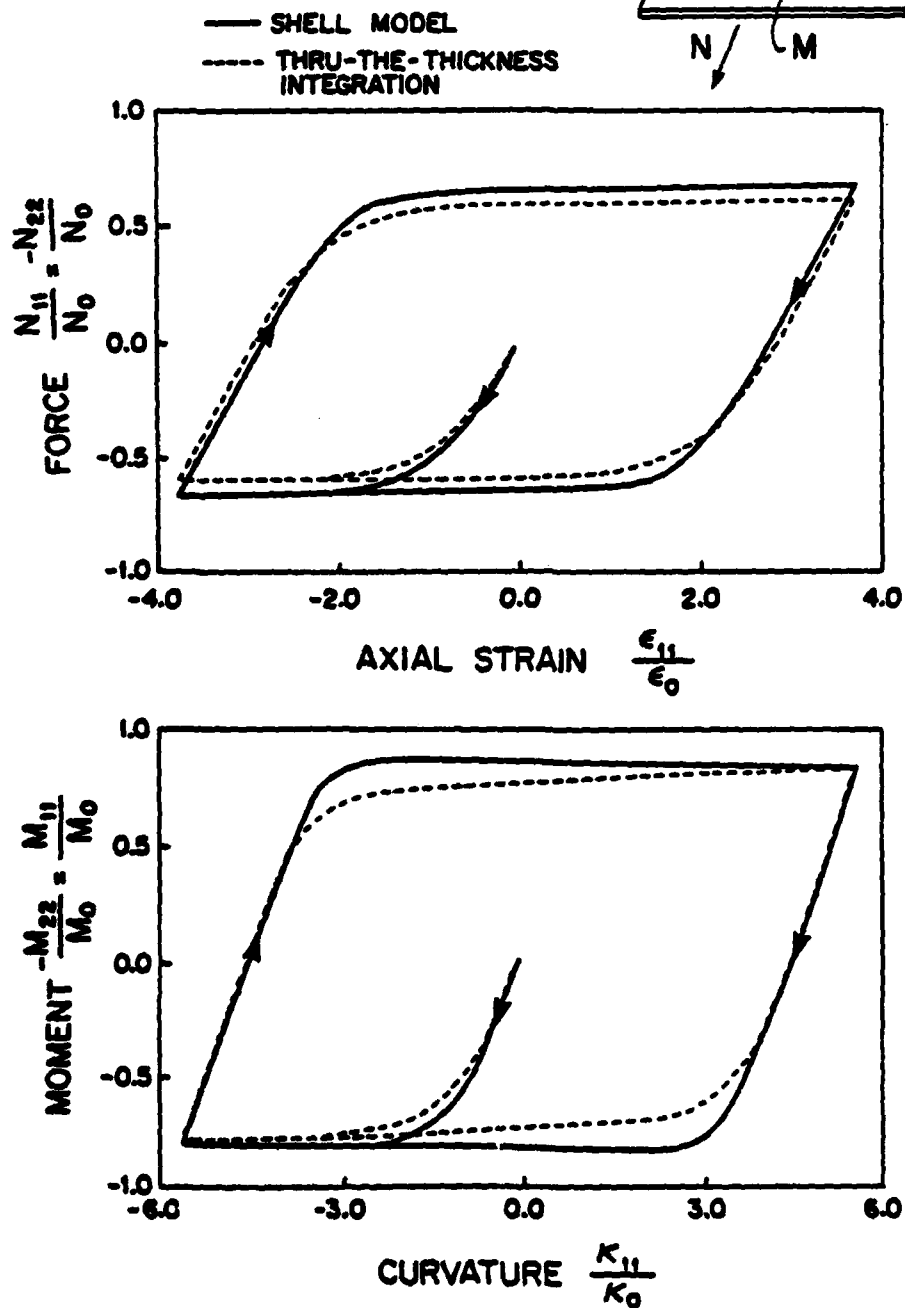 SHELL MODEL
THRU-THE-THICKNESS
INTEGRATION
N M
1.0
0.5
0.0
-0.5
-1.0
FORCE N₁₁/N₀ = -N₂₂/N₀
-4.0 -2.0 0.0 2.0 4.0
AXIAL STRAIN ϵ₁₁/ϵ₀
1.0
0.5
0.0
-0.5
-1.0
MOMENT -M₂₂/M₀ = M₁₁/M₀
-6.0 -3.0 0.0 3.0 6.0
CURVATURE K₁₁/K₀